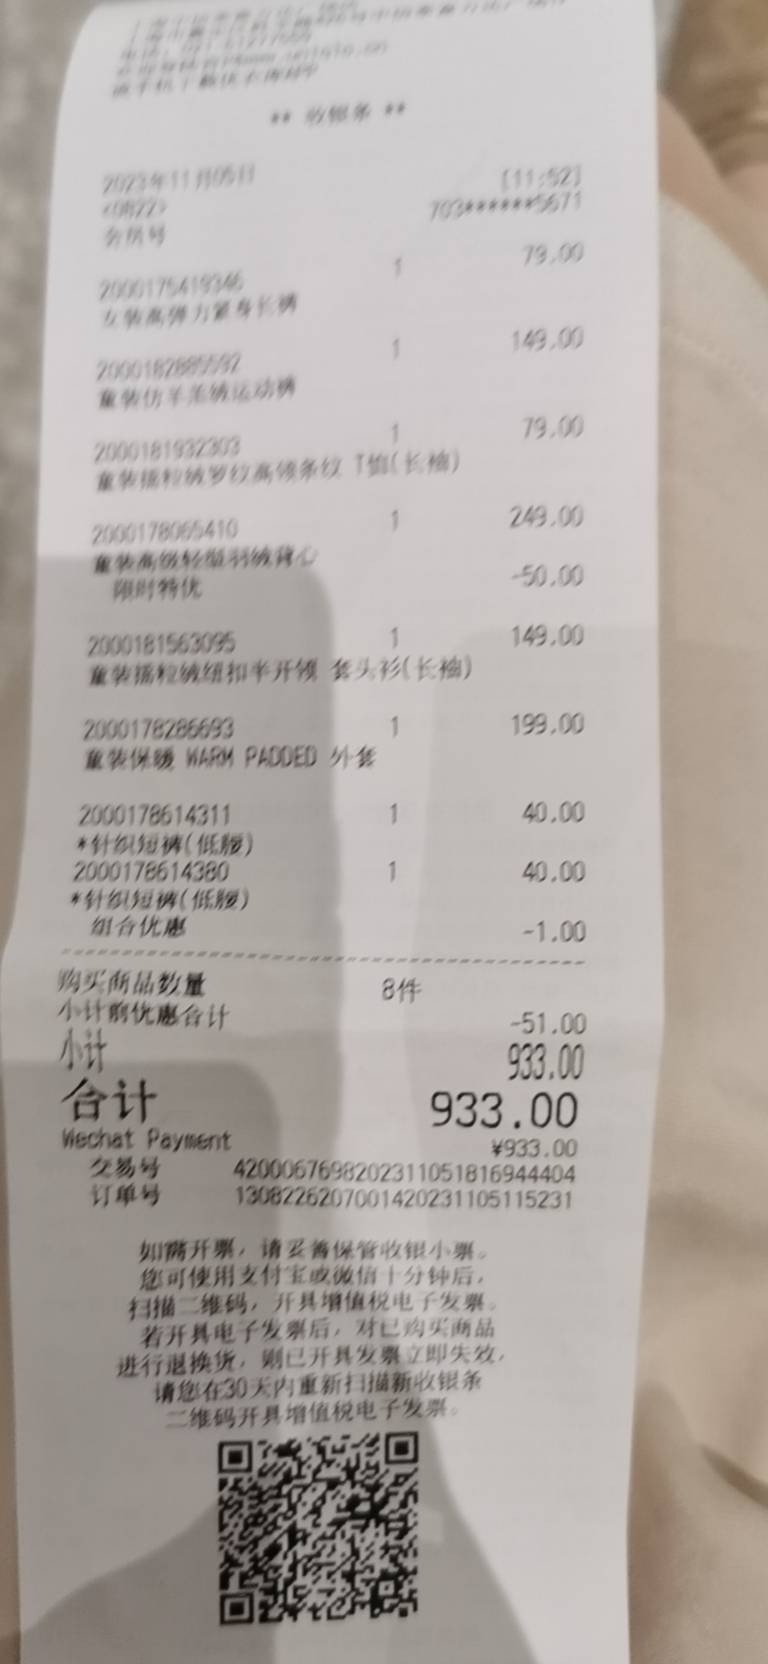 ** 收银条 **
2023年11月05日 [11:52]
<0822> 703******5671
会员号
2000175419346 1 79.00
女装高弹力紧身长裤
2000182885592 1 149.00
童装仿羊羔绒运动裤
2000181932303 1 79.00
童装摇粒绒罗纹高领条纹 T恤(长袖)
2000178065410 1 249.00
童装高级轻型羽绒背心
限时特优 -50.00
2000181563095 1 149.00
童装摇粒绒纽扣半开领 套头衫(长袖)
2000178286693 1 199.00
童装保暖 WARM PADDED 外套
2000178614311 1 40.00
*针织短裤(低腰)
2000178614380 1 40.00
*针织短裤(低腰)
组合优惠 -1.00
购买商品数量 8件
小计前优惠合计 -51.00
小计 933.00
合计 933.00
Wechat Payment ¥933.00
交易号 4200067698202311051816944404
订单号 13082262070014202311051 15231
如需开票，请妥善保管收银小票。
您可使用支付宝或微信十分钟后，
扫描二维码，开具增值税电子发票。
若开具电子发票后，对已购买商品
进行退换货，则已开具发票立即失效，
请您在30天内重新扫描新收银条
二维码开具增值税电子发票。